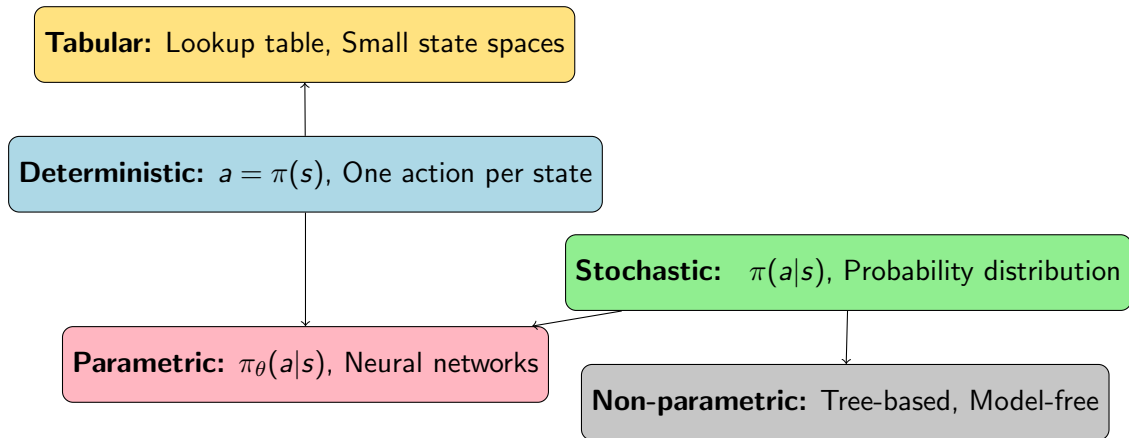 Tabular: Lookup table, Small state spaces
Deterministic: a = π(s), One action per state
Stochastic: π(a|s), Probability distribution
Parametric: π_θ(a|s), Neural networks
Non-parametric: Tree-based, Model-free